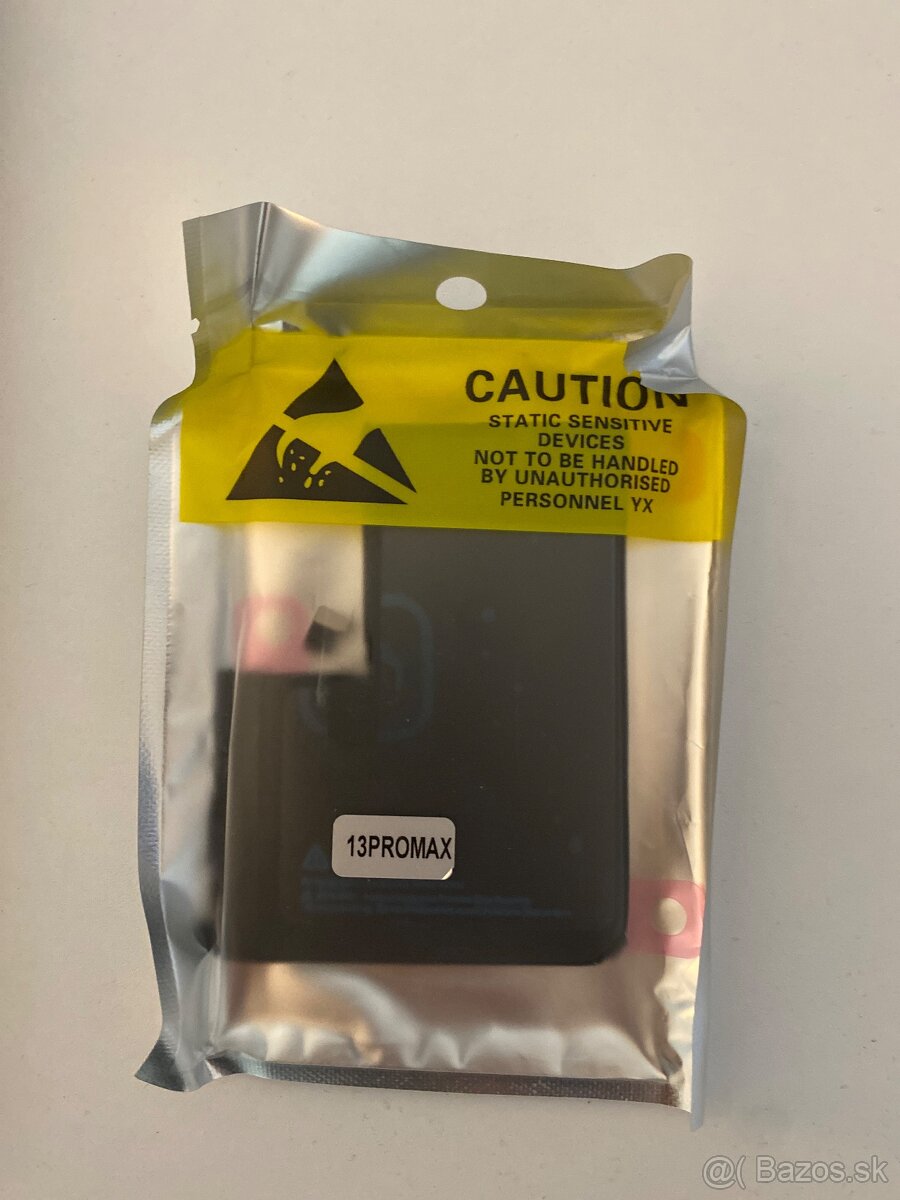 CAUTION
STATIC SENSITIVE
DEVICES
NOT TO BE HANDLED
BY UNAUTHORISED
PERSONNEL YX
13PROMAX
@( Bazos.sk